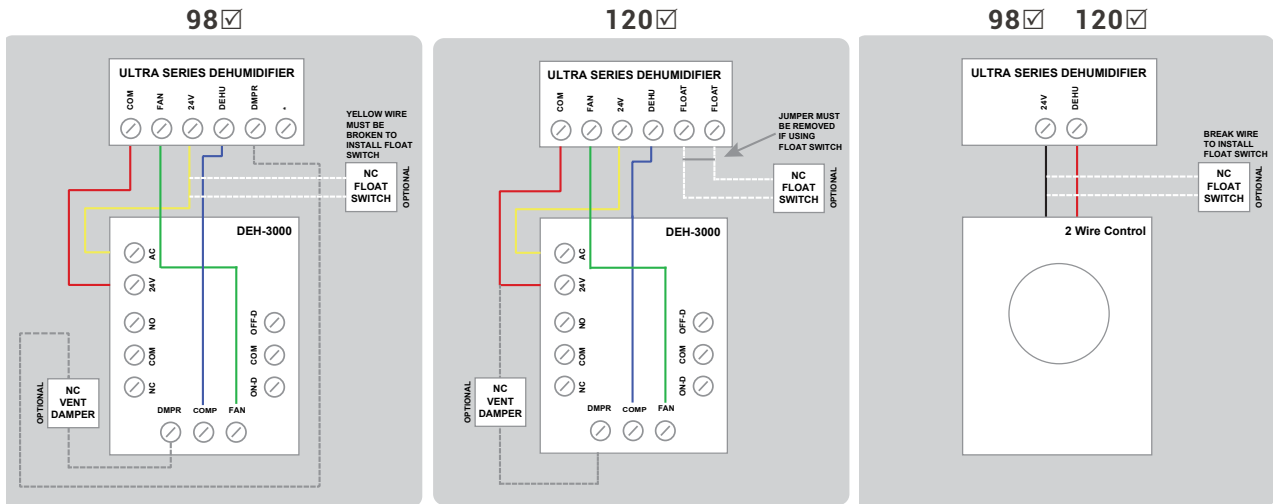 98☑
ULTRA SERIES DEHUMIDIFIER
COM
FAN
24V
DEHU
DMPR
*
YELLOW WIRE
MUST BE
BROKEN TO
INSTALL FLOAT
SWITCH
NC
FLOAT
SWITCH
OPTIONAL
DEH-3000
AC
24V
NO
COM
NC
OFF-D
COM
ON-D
OPTIONAL
NC
VENT
DAMPER
DMPR
COMP
FAN
120☑
ULTRA SERIES DEHUMIDIFIER
COM
FAN
24V
DEHU
FLOAT
FLOAT
JUMPER MUST
BE REMOVED
IF USING
FLOAT SWITCH
NC
FLOAT
SWITCH
OPTIONAL
DEH-3000
AC
24V
NO
COM
NC
OFF-D
COM
ON-D
OPTIONAL
NC
VENT
DAMPER
DMPR
COMP
FAN
98☑ 120☑
ULTRA SERIES DEHUMIDIFIER
24V
DEHU
BREAK WIRE
TO INSTALL
FLOAT SWITCH
NC
FLOAT
SWITCH
OPTIONAL
2 Wire Control